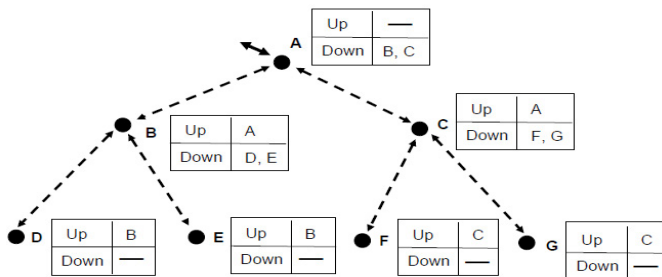 A
Up —
Down B, C
B
Up A
Down D, E
C
Up A
Down F, G
D
Up B
Down —
E
Up B
Down —
F
Up C
Down —
G
Up C
Down —